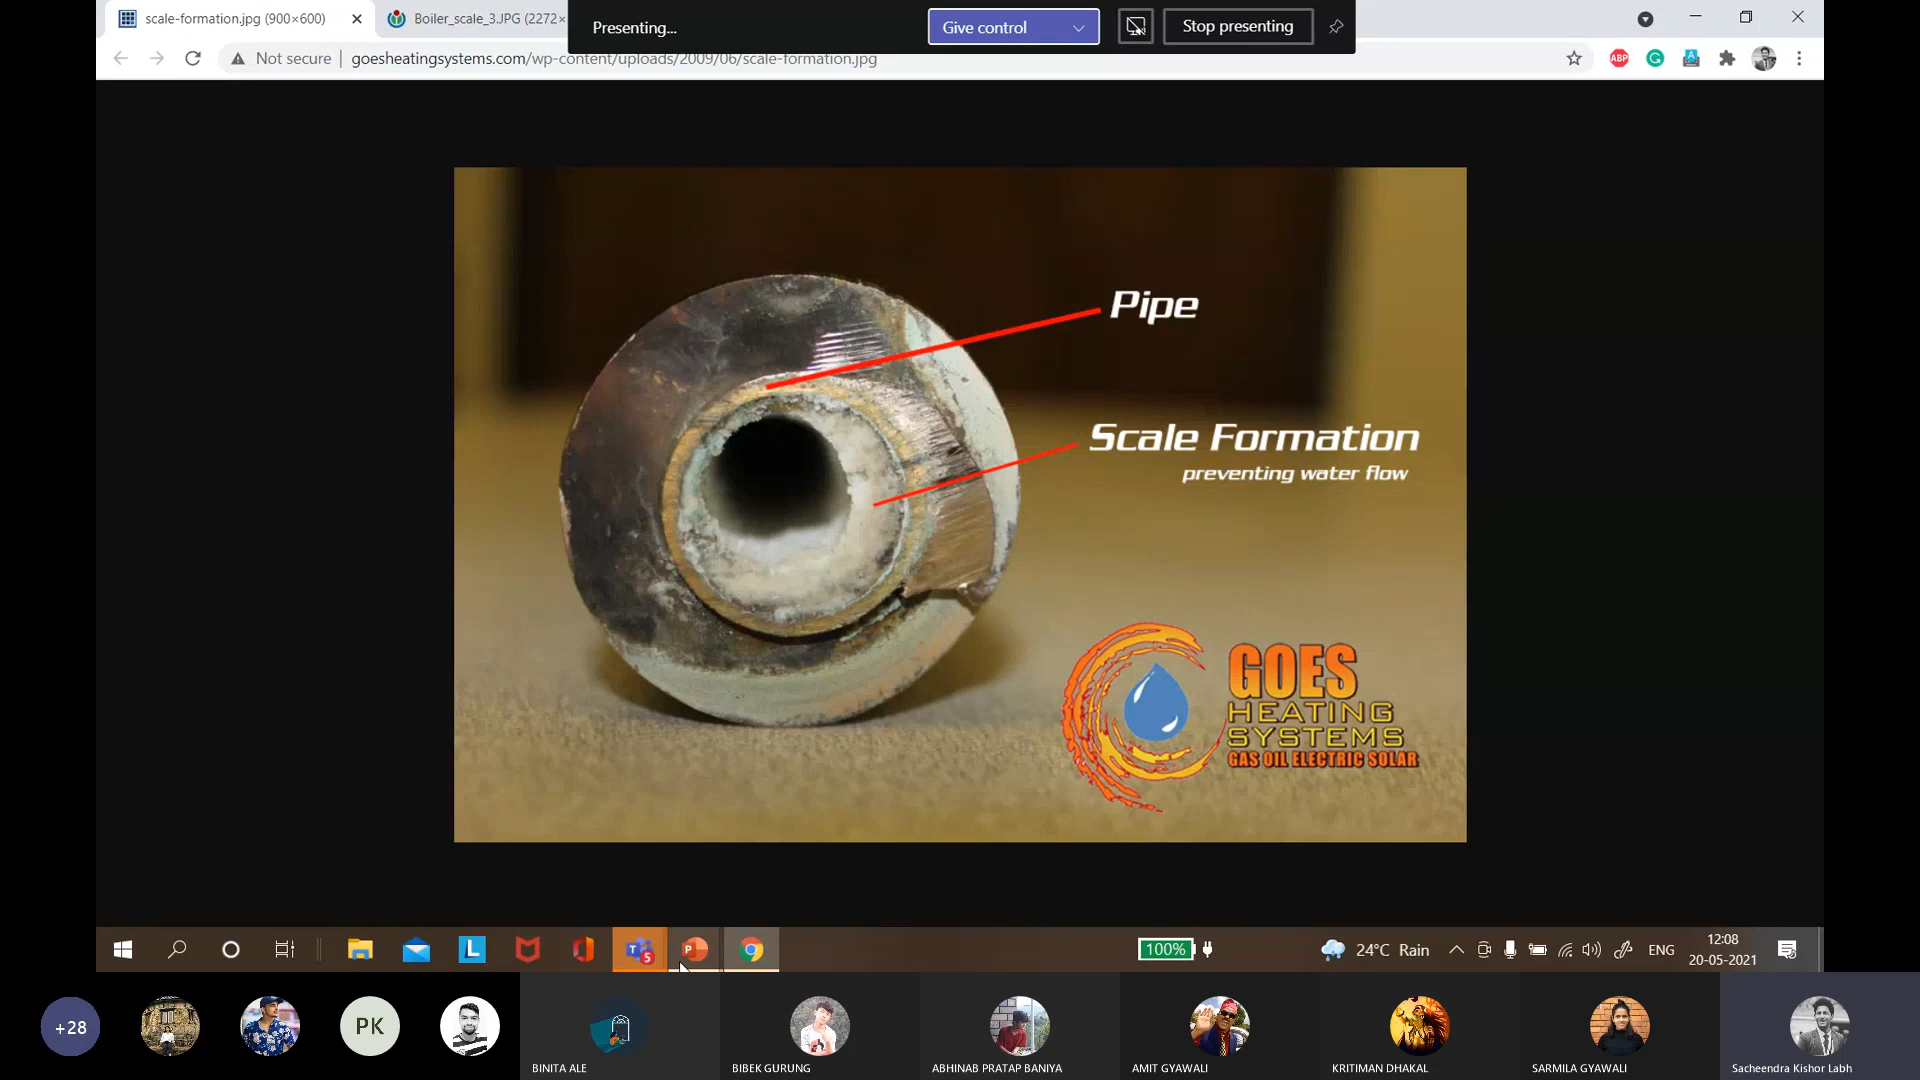 scale-formation.jpg (900×600)
Boiler_scale_3.JPG (2272×
Presenting...
Give control
Stop presenting
Not secure
goesheatingsystems.com/wp-content/uploads/2009/06/scale-formation.jpg
ABP
Pipe
Scale Formation
preventing water flow
GOES
HEATING
SYSTEMS
GAS OIL ELECTRIC SOLAR
L
T
5
P
100%
24°C Rain
ENG
12:08
20-05-2021
+28
PK
BINITA ALE
BIBEK GURUNG
ABHINAB PRATAP BANIYA
AMIT GYAWALI
KRITIMAN DHAKAL
SARMILA GYAWALI
Sacheendra Kishor Labh